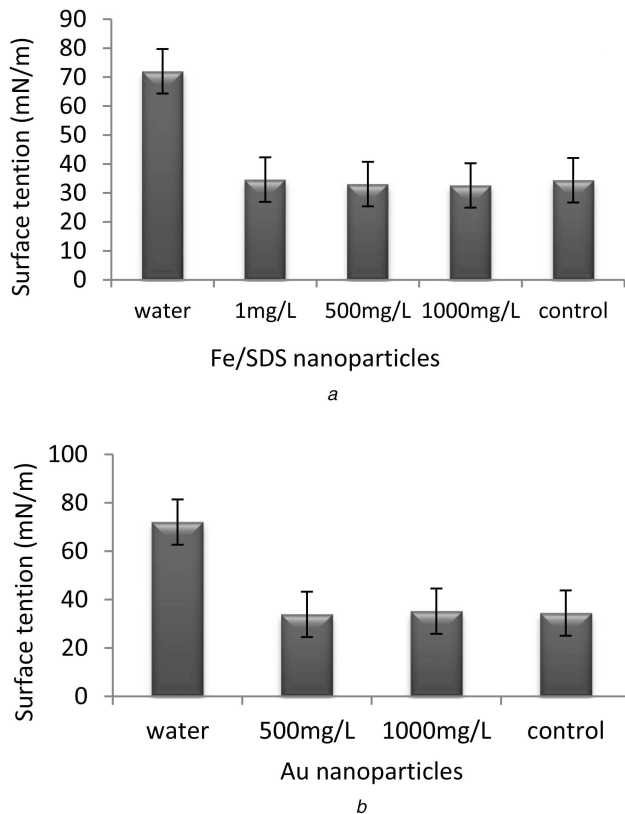 90
80
70
60
50
40
30
20
10
0
Surface tention (mN/m)
water 1mg/L 500mg/L 1000mg/L control
Fe/SDS nanoparticles
a
100
80
60
40
20
0
Surface tention (mN/m)
water 500mg/L 1000mg/L control
Au nanoparticles
b